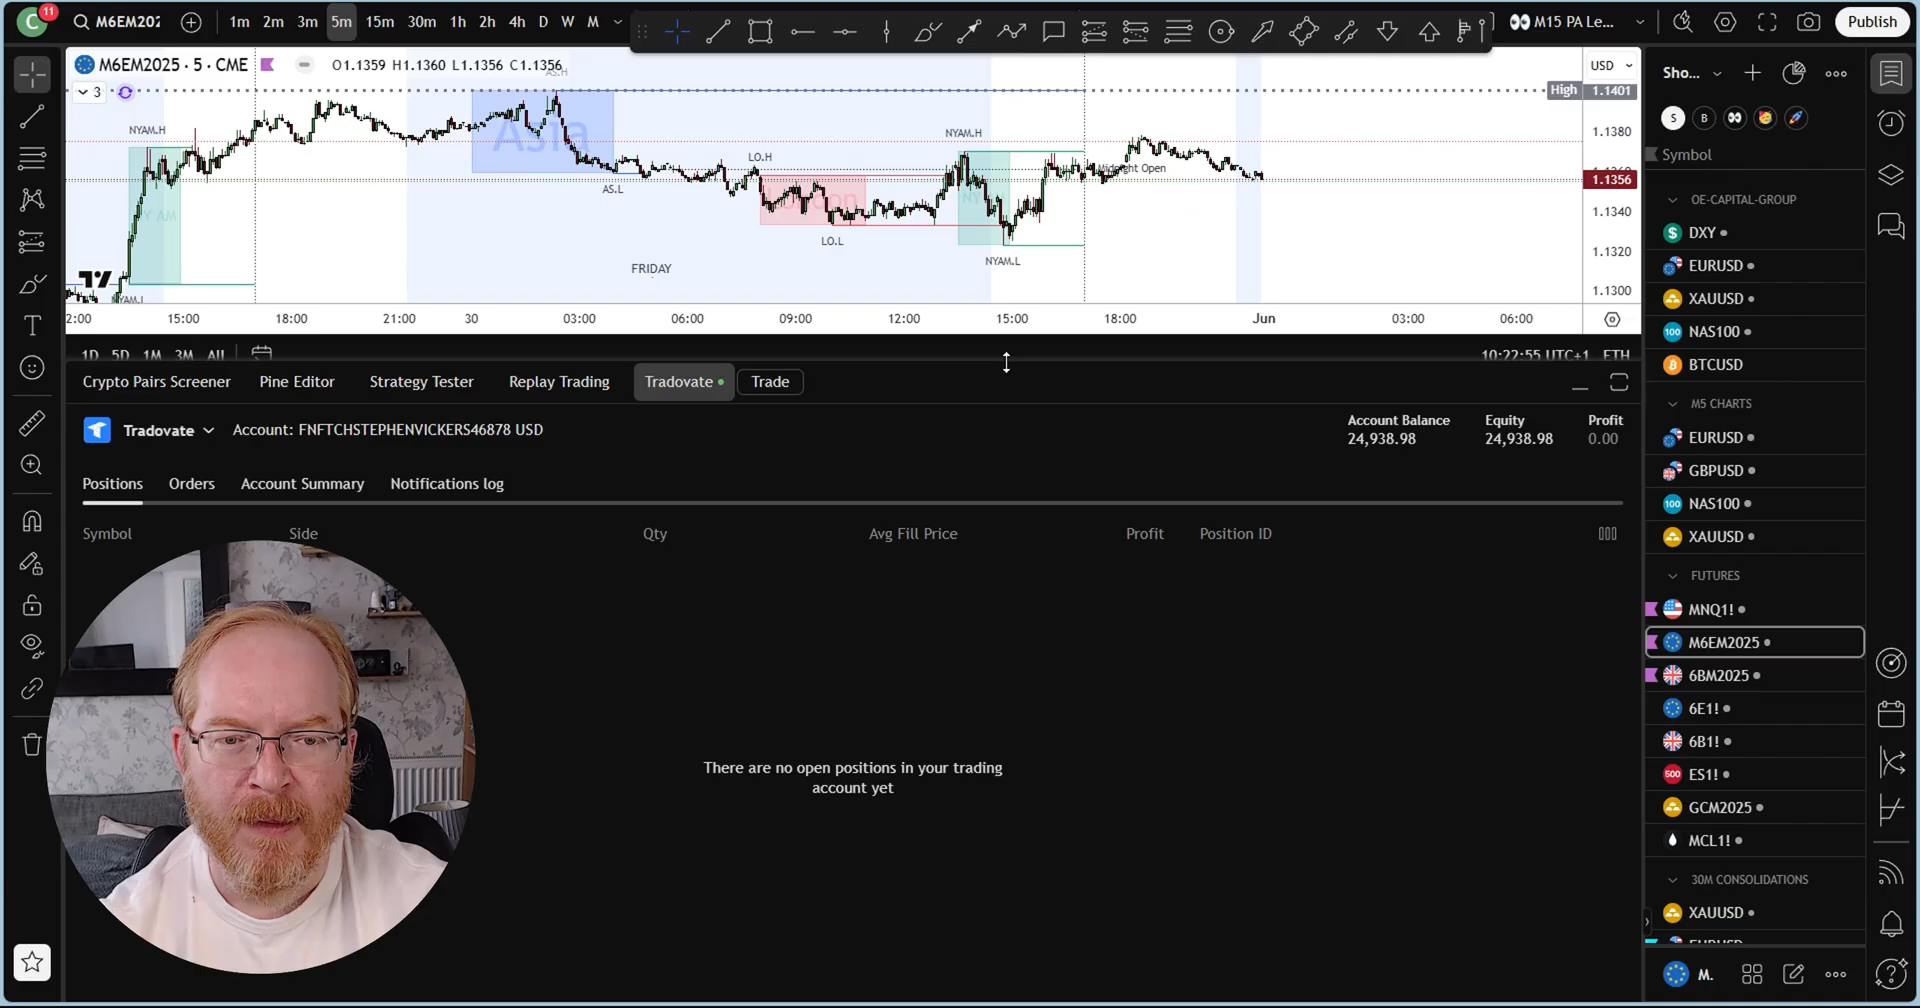 C 11 M6EM202 1m 2m 3m 5m 15m 30m 1h 2h 4h D W M M15 PA Le... Publish
M6EM2025 · 5 · CME O1.1359 H1.1360 L1.1356 C1.1356 USD
3
AS.H
High 1.1401
1.1380
1.1356
1.1340
1.1320
1.1300
NYAM.H
Asia
AS.L
LO.H
LO.L
NYAM.H
NYAM.L
Midnight Open
FRIDAY
2:00 15:00 18:00 21:00 30 03:00 06:00 09:00 12:00 15:00 18:00 Jun 03:00 06:00
1D 5D 1M 3M All 10:22:55 UTC+1 ETH
Crypto Pairs Screener Pine Editor Strategy Tester Replay Trading Tradovate Trade
Tradovate Account: FNFTCHSTEPHENVICKERS46878 USD
Account Balance Equity Profit
24,938.98 24,938.98 0.00
Positions Orders Account Summary Notifications log
Symbol Side Qty Avg Fill Price Profit Position ID
There are no open positions in your trading
account yet
Sho...
S B
Symbol
OE-CAPITAL-GROUP
DXY
EURUSD
XAUUSD
100 NAS100
BTCUSD
M5 CHARTS
EURUSD
GBPUSD
100 NAS100
XAUUSD
FUTURES
MNQ1!
M6EM2025
6BM2025
6E1!
6B1!
500 ES1!
GCM2025
MCL1!
30M CONSOLIDATIONS
XAUUSD
M.